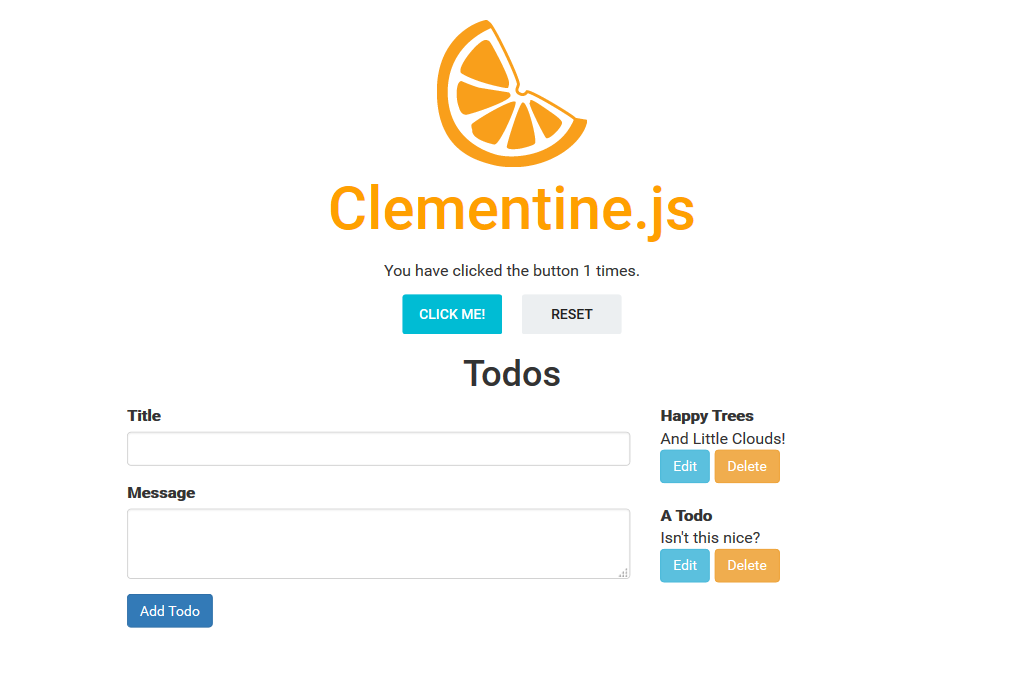 Clementine.js
You have clicked the button 1 times.
CLICK ME! RESET
Todos
Title
Message
Add Todo
Happy Trees
And Little Clouds!
Edit Delete
A Todo
Isn't this nice?
Edit Delete